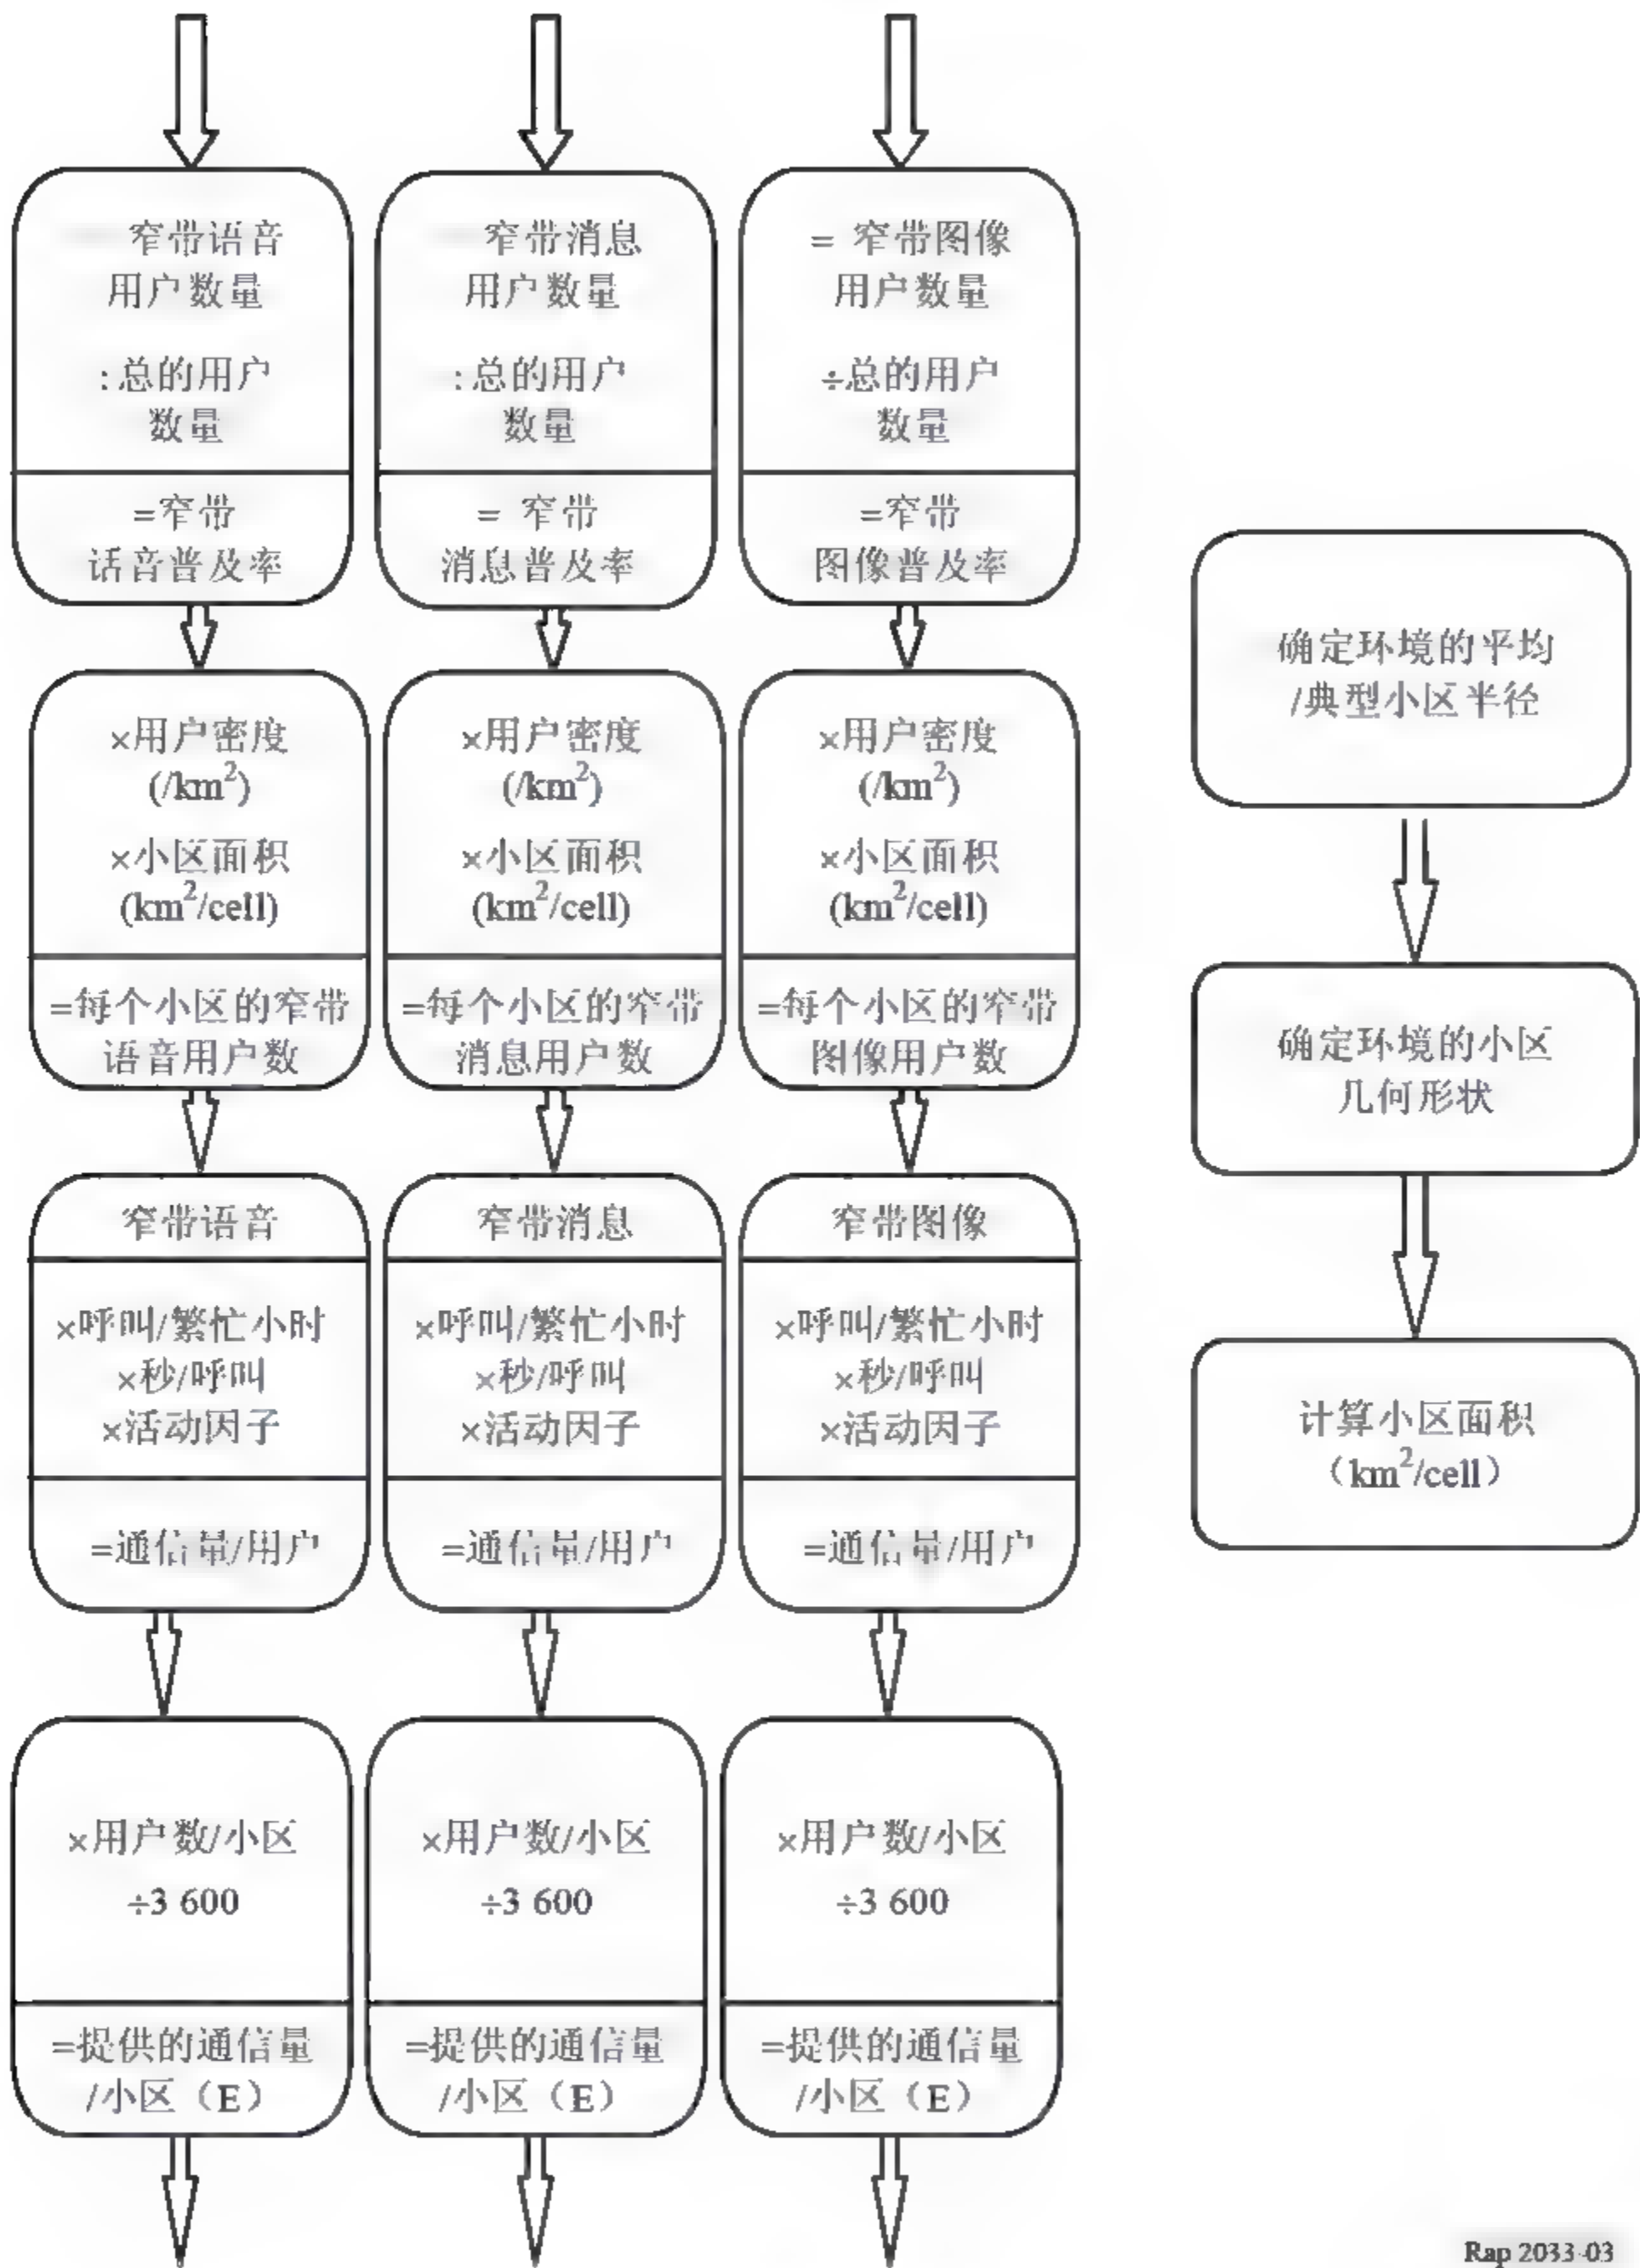 窄带语音
用户数量
:总的用户
数量
=窄带
话音普及率
×用户密度
(/km²)
×小区面积
(km²/cell)
=每个小区的窄带
语音用户数
窄带语音
×呼叫/繁忙小时
×秒/呼叫
×活动因子
=通信量/用户
×用户数/小区
÷3 600
=提供的通信量
/小区（E）
窄带消息
用户数量
:总的用户
数量
= 窄带
消息普及率
×用户密度
(/km²)
×小区面积
(km²/cell)
=每个小区的窄带
消息用户数
窄带消息
×呼叫/繁忙小时
×秒/呼叫
×活动因子
=通信量/用户
×用户数/小区
÷3 600
=提供的通信量
/小区（E）
= 窄带图像
用户数量
÷总的用户
数量
=窄带
图像普及率
×用户密度
(/km²)
×小区面积
(km²/cell)
=每个小区的窄带
图像用户数
窄带图像
×呼叫/繁忙小时
×秒/呼叫
×活动因子
=通信量/用户
×用户数/小区
÷3 600
=提供的通信量
/小区（E）
确定环境的平均
/典型小区半径
确定环境的小区
几何形状
计算小区面积
（km²/cell）
Rap 2033-03